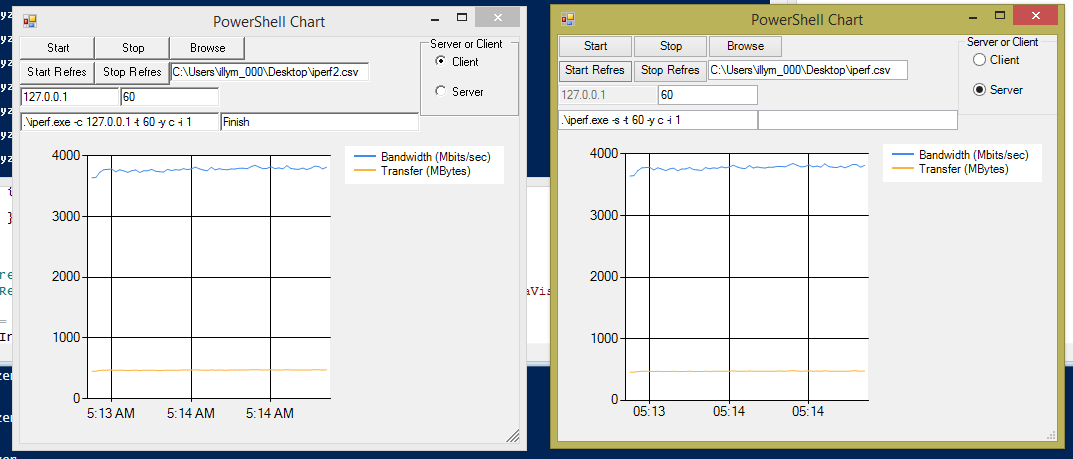 PowerShell Chart
Start Stop Browse
Start Refres Stop Refres C:\Users\illym_000\Desktop\iperf2.csv
127.0.0.1 60
.\iperf.exe -c 127.0.0.1 -t 60 -y c -i 1 Finish
Server or Client
Client
Server
Bandwidth (Mbits/sec)
Transfer (MBytes)
4000
3000
2000
1000
0
5:13 AM 5:14 AM 5:14 AM
PowerShell Chart
Start Stop Browse
Start Refres Stop Refres C:\Users\illym_000\Desktop\iperf.csv
127.0.0.1 60
.\iperf.exe -s -t 60 -y c -i 1
Server or Client
Client
Server
Bandwidth (Mbits/sec)
Transfer (MBytes)
4000
3000
2000
1000
0
05:13 05:14 05:14